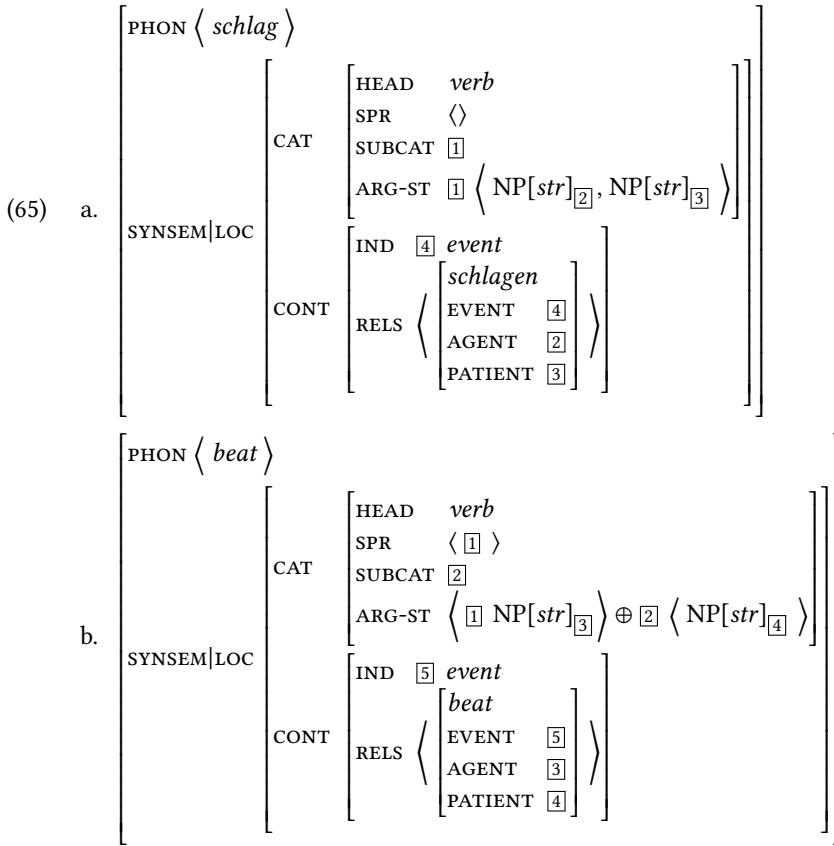 (65) a.
PHON ⟨ schlag ⟩
SYNSEM|LOC
CAT
HEAD verb
SPR ⟨⟩
SUBCAT 1
ARG-ST 1 ⟨ NP[str]2, NP[str]3 ⟩
CONT
IND 4 event
RELS ⟨
schlagen
EVENT 4
AGENT 2
PATIENT 3
⟩
b.
PHON ⟨ beat ⟩
SYNSEM|LOC
CAT
HEAD verb
SPR ⟨ 1 ⟩
SUBCAT 2
ARG-ST ⟨ 1 NP[str]3 ⟩ ⊕ 2 ⟨ NP[str]4 ⟩
CONT
IND 5 event
RELS ⟨
beat
EVENT 5
AGENT 3
PATIENT 4
⟩